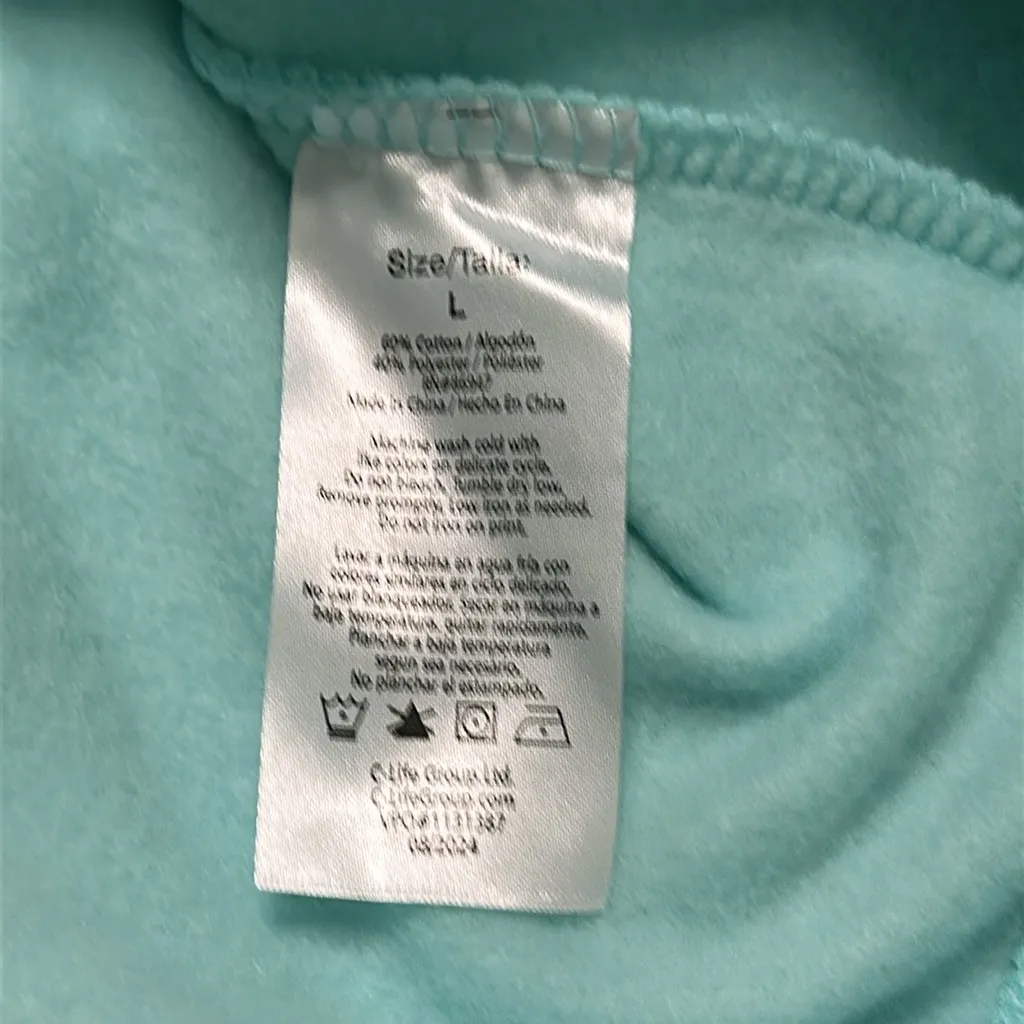 Size/Talla:
L
60% Cotton / Algodón
40% Polyester / Poliéster
Made in China / Hecho En China
Machine wash cold with
like colors on delicate cycle.
Do not bleach, tumble dry low.
Remove promptly. Low iron as needed.
Do not iron on print.
Lavar a máquina en agua fría con
colores similares en ciclo delicado.
No usar blanqueador, secar en máquina a
baja temperatura, quitar rápidamente.
Planchar a baja temperatura
según sea necesario.
No planchar el estampado.
C-Life Group Ltd.
C-LifeGroup.com
VPO#1131387
08/2024